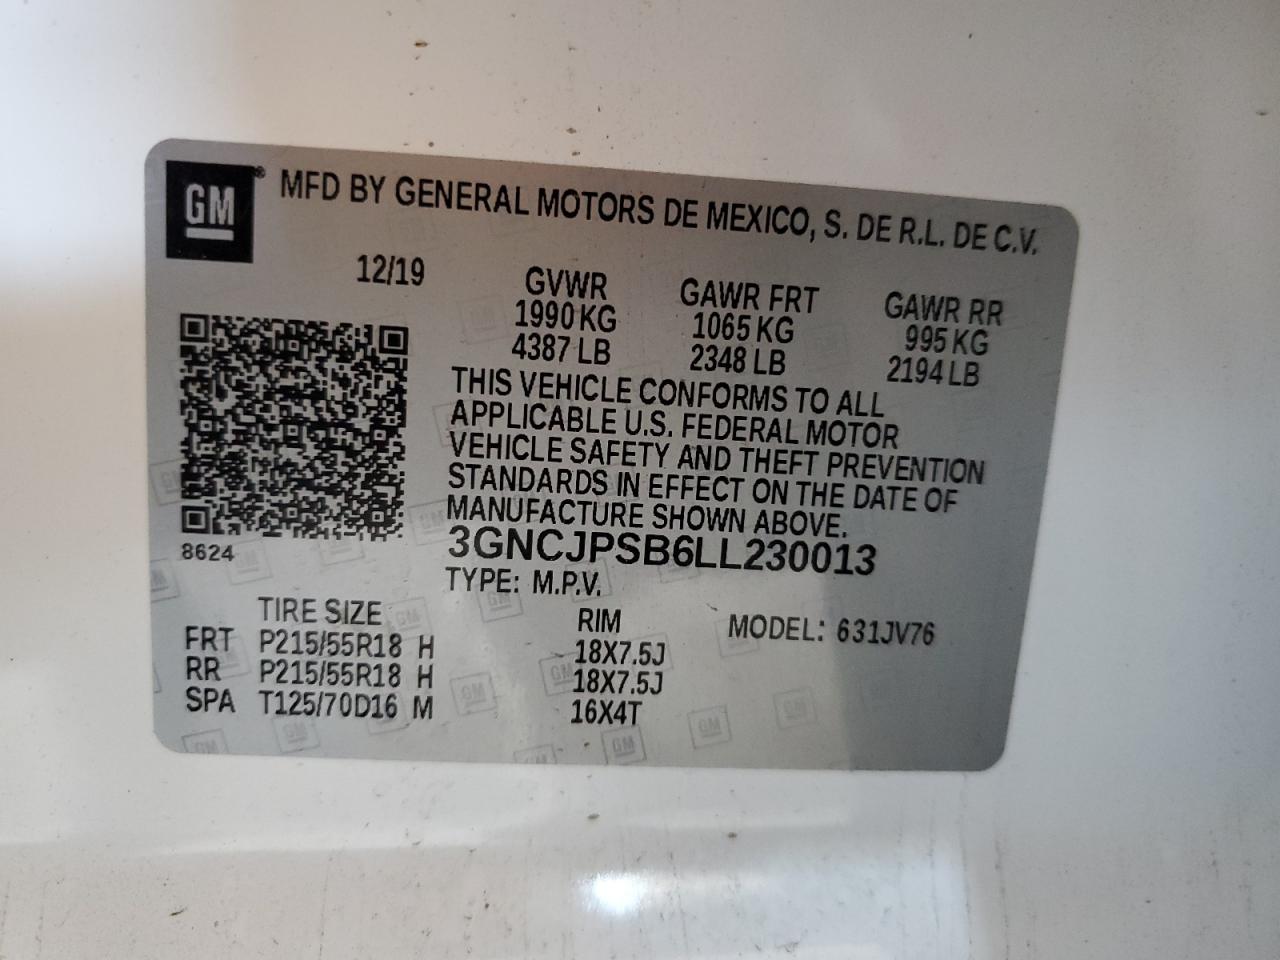 GM® MFD BY GENERAL MOTORS DE MEXICO, S. DE R.L. DE C.V.
12/19 GVWR GAWR FRT GAWR RR
1990 KG 1065 KG 995 KG
4387 LB 2348 LB 2194 LB
THIS VEHICLE CONFORMS TO ALL
APPLICABLE U.S. FEDERAL MOTOR
VEHICLE SAFETY AND THEFT PREVENTION
STANDARDS IN EFFECT ON THE DATE OF
MANUFACTURE SHOWN ABOVE.
3GNCJPSB6LL230013
8624
TYPE: M.P.V.
TIRE SIZE RIM MODEL: 631JV76
FRT P215/55R18 H 18X7.5J
RR P215/55R18 H 18X7.5J
SPA T125/70D16 M 16X4T